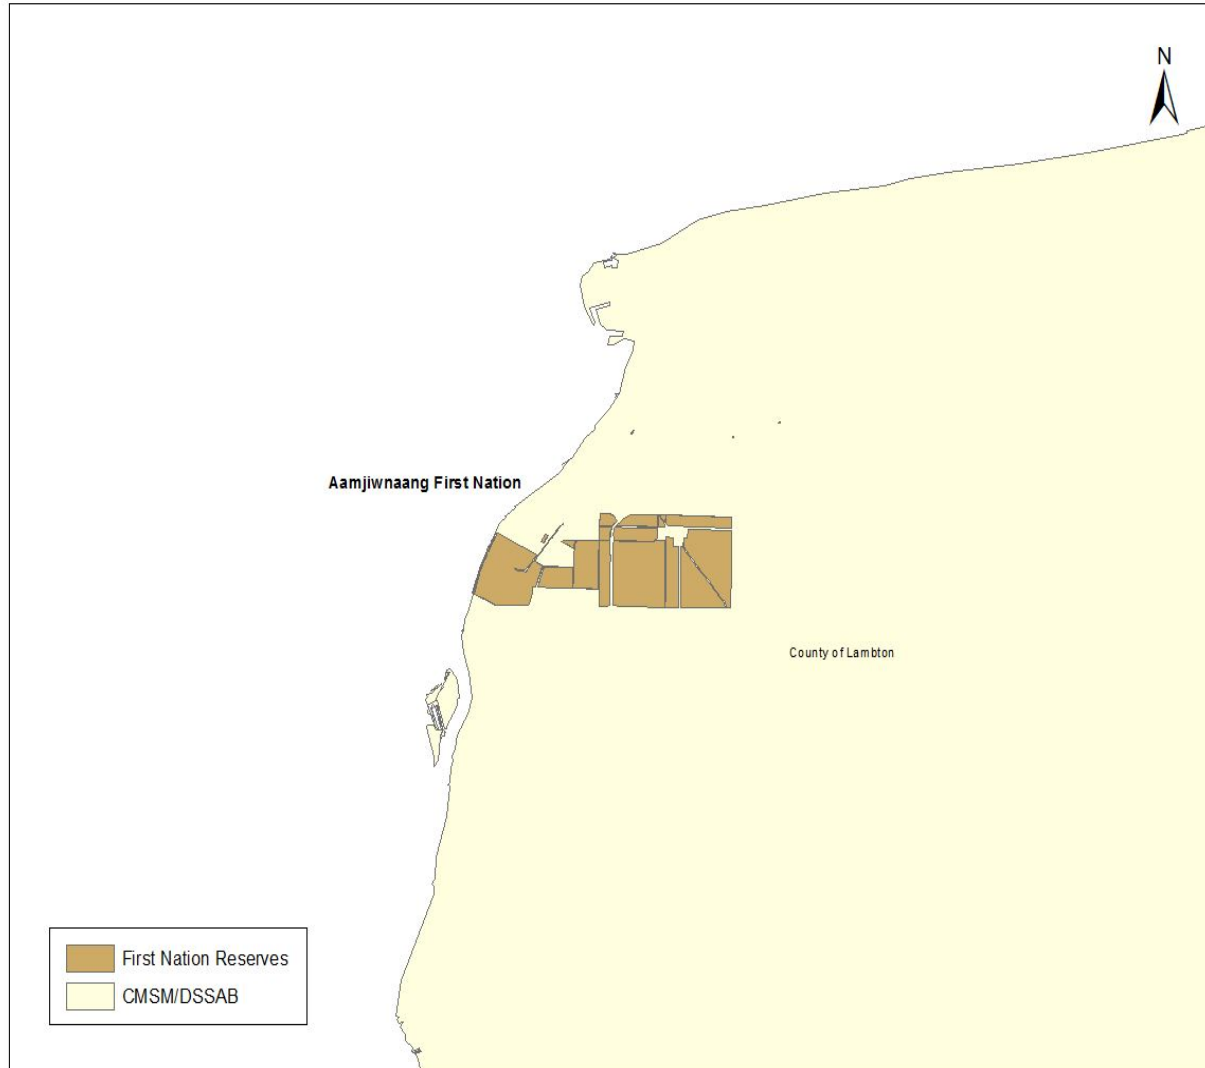 N
Aamjiwnaang First Nation
County of Lambton
First Nation Reserves
CMSM/DSSAB